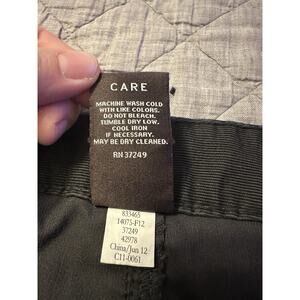 CARE
MACHINE WASH COLD
WITH LIKE COLORS.
DO NOT BLEACH.
TUMBLE DRY LOW.
COOL IRON
IF NECESSARY.
MAY BE DRY CLEANED.
RN 37249
833465
14075-F12
37249
42978
China/Jun 12
C11-0061